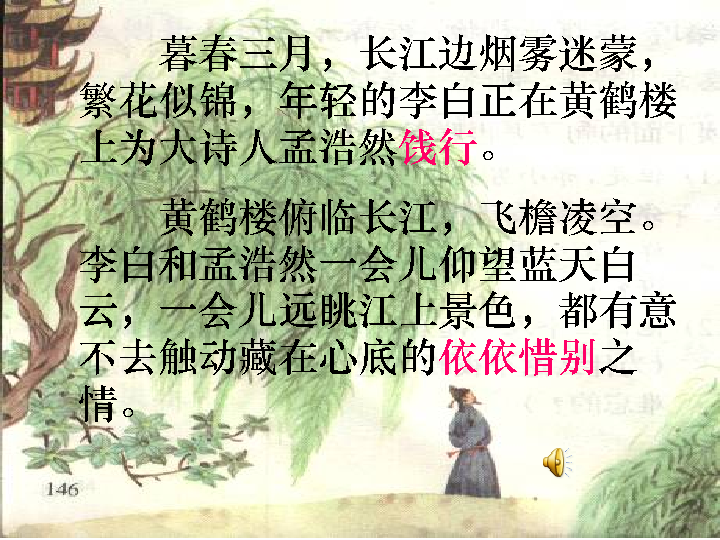 暮春三月，长江边烟雾迷蒙，
繁花似锦，年轻的李白正在黄鹤楼
上为大诗人孟浩然饯行。
黄鹤楼俯临长江，飞檐凌空。
李白和孟浩然一会儿仰望蓝天白
云，一会儿远眺江上景色，都有意
不去触动藏在心底的依依惜别之
情。
146